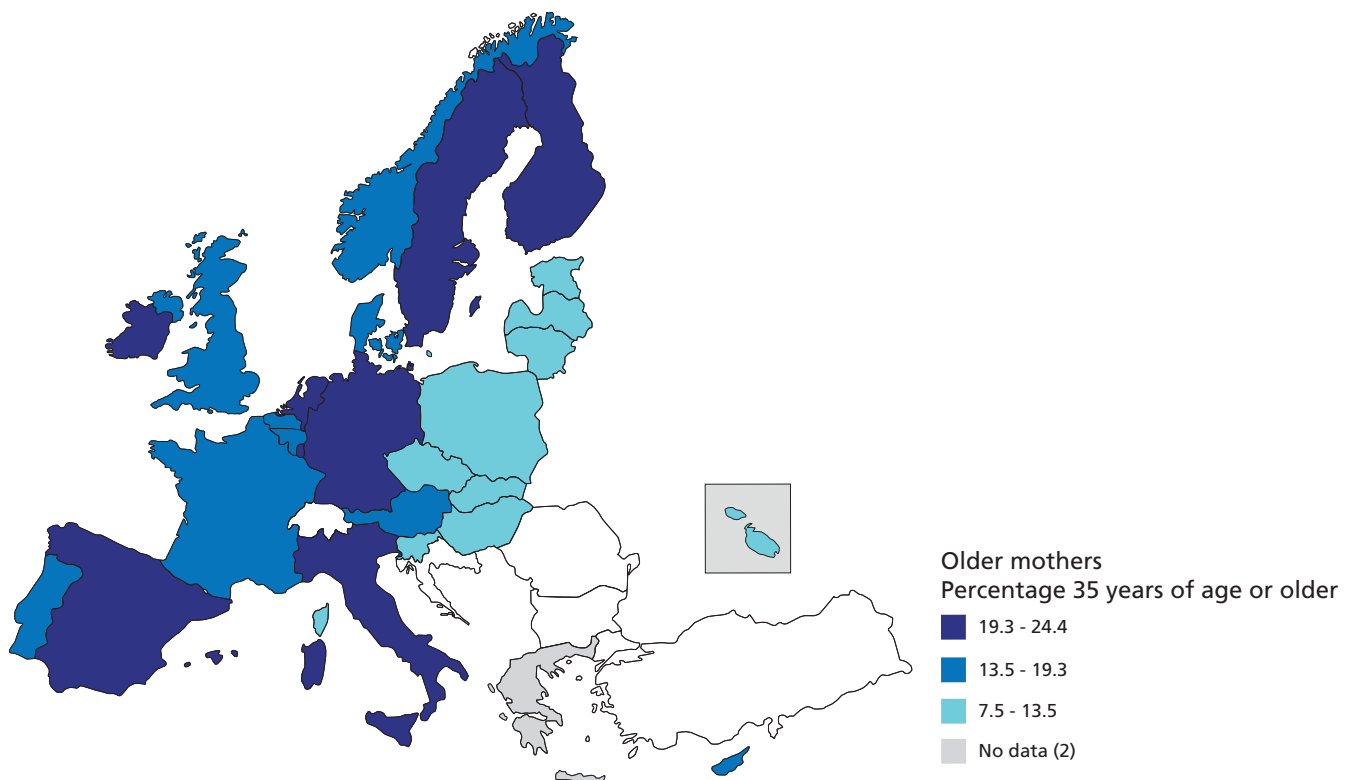 Older mothers
Percentage 35 years of age or older
19.3 - 24.4
13.5 - 19.3
7.5 - 13.5
No data (2)